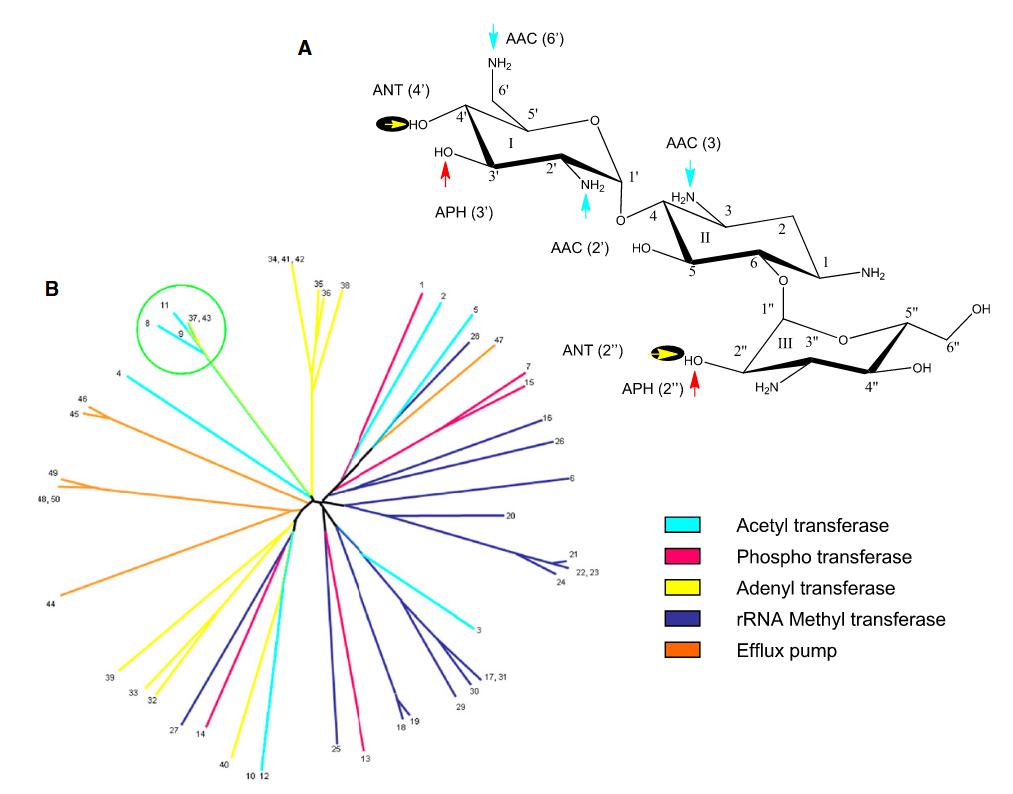 A
AAC (6')
NH2
6'
ANT (4')
4'
5'
O
HO
I
HO
3'
2'
1'
NH2
APH (3')
AAC (2')
AAC (3)
H2N
3
2
O
4
II
HO
5
6
1
NH2
O
1"
ANT (2")
HO
2"
III
3"
O
5"
OH
6"
APH (2")
H2N
4"
OH
B
34, 41, 42
35
36
38
1
2
5
28
47
7
15
16
26
6
20
21
22, 23
24
3
17, 31
30
29
19
18
13
25
10 12
40
14
27
32
33
39
44
48, 50
49
45
46
4
8
11
9
37, 43
Acetyl transferase
Phospho transferase
Adenyl transferase
rRNA Methyl transferase
Efflux pump